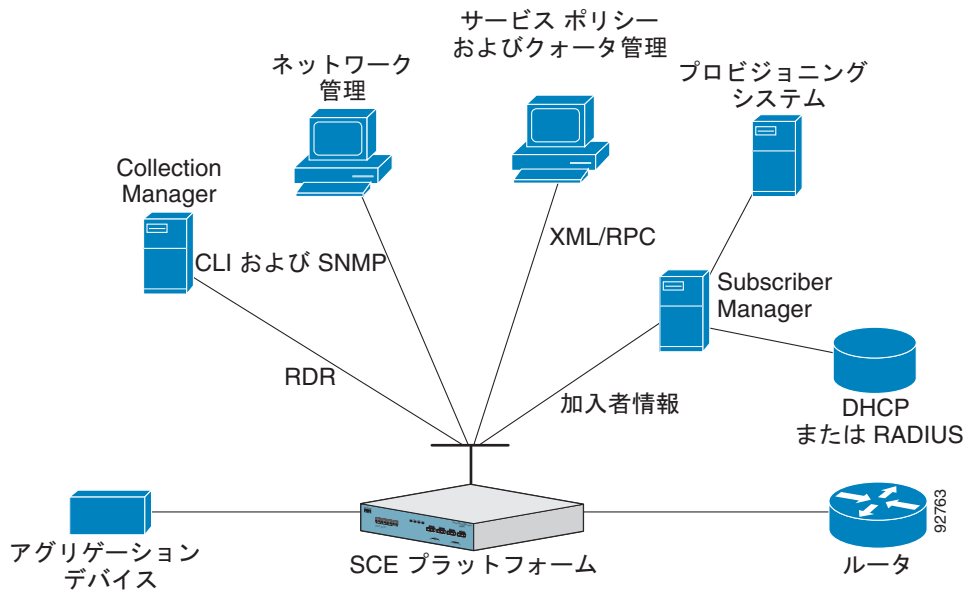 サービス ポリシー
およびクォータ管理
ネットワーク
管理
プロビジョニング
システム
Collection
Manager
XML/RPC
CLI および SNMP
Subscriber
Manager
RDR
加入者情報
DHCP
または RADIUS
92763
アグリゲーション
デバイス
SCE プラットフォーム
ルータ